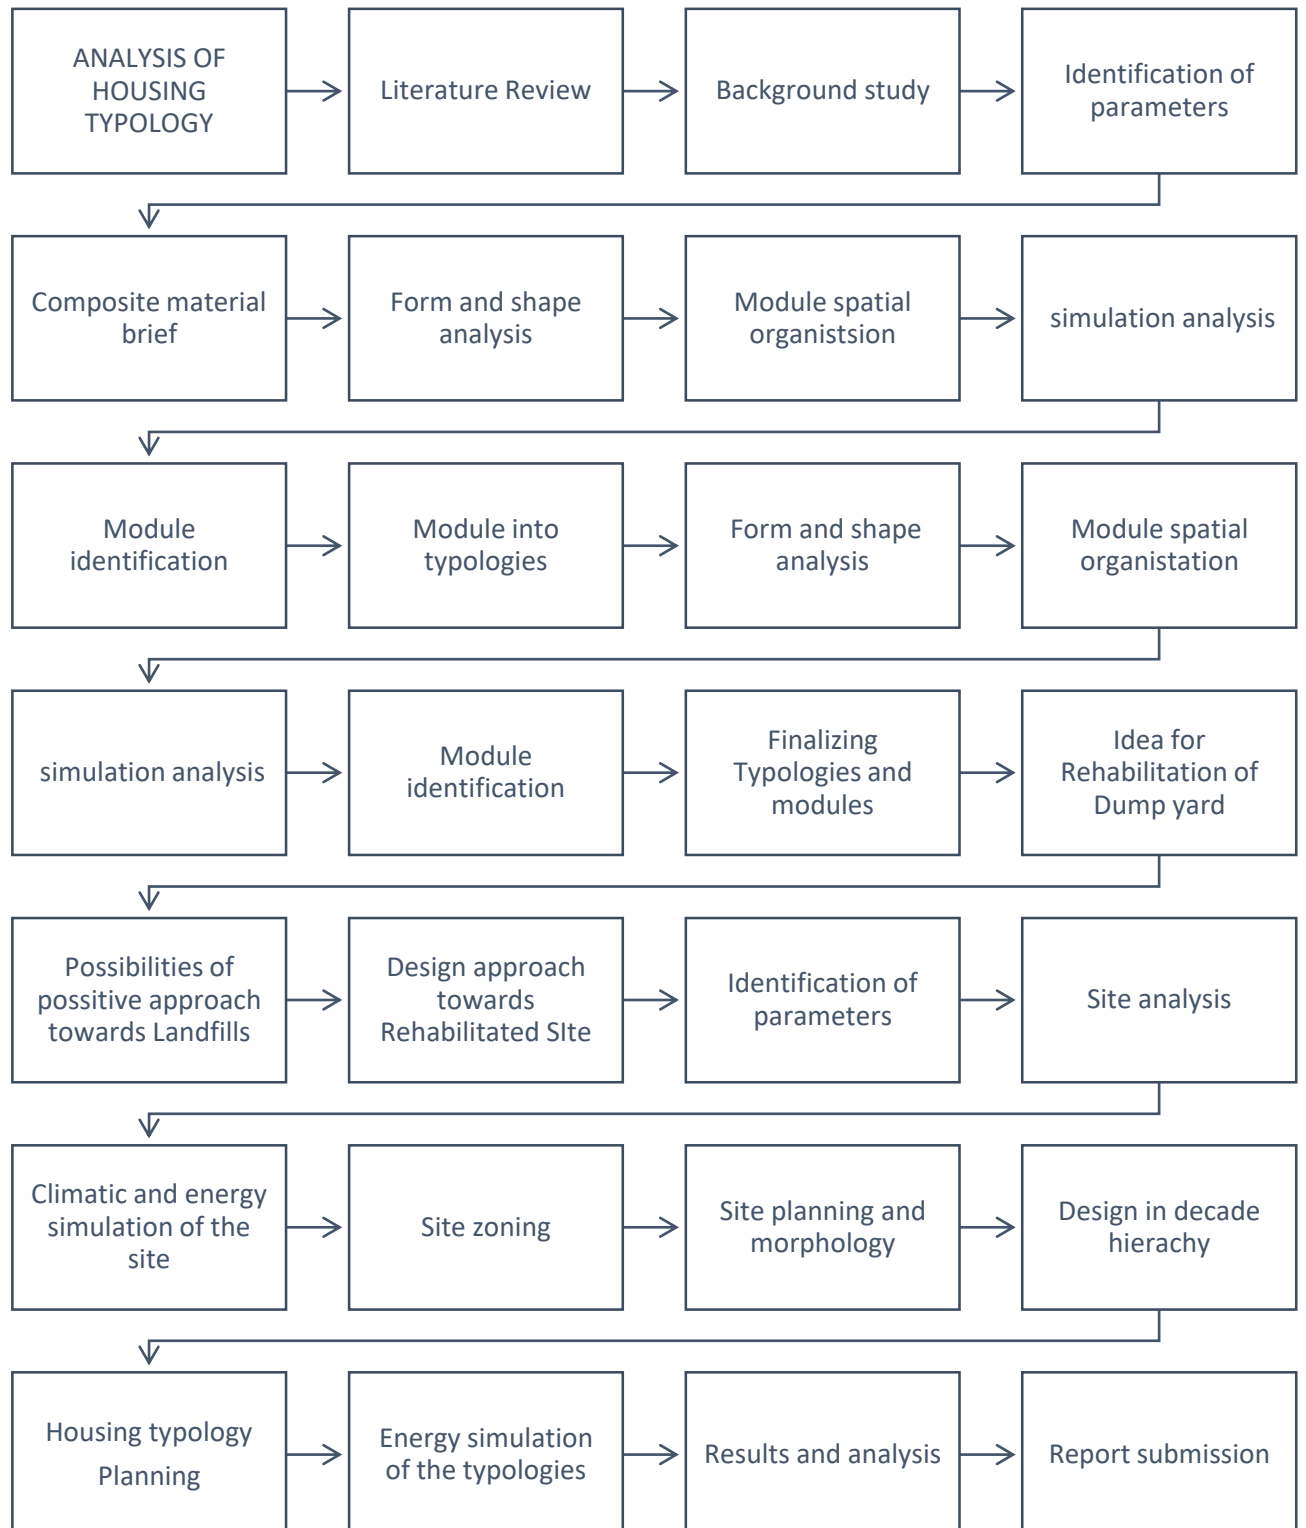 ANALYSIS OF
HOUSING
TYPOLOGY
Literature Review
Background study
Identification of
parameters
Composite material
brief
Form and shape
analysis
Module spatial
organistsion
simulation analysis
Module
identification
Module into
typologies
Form and shape
analysis
Module spatial
organistation
simulation analysis
Module
identification
Finalizing
Typologies and
modules
Idea for
Rehabilitation of
Dump yard
Possibilities of
possitive approach
towards Landfills
Design approach
towards
Rehabilitated SIte
Identification of
parameters
Site analysis
Climatic and energy
simulation of the
site
Site zoning
Site planning and
morphology
Design in decade
hierachy
Housing typology
Planning
Energy simulation
of the typologies
Results and analysis
Report submission